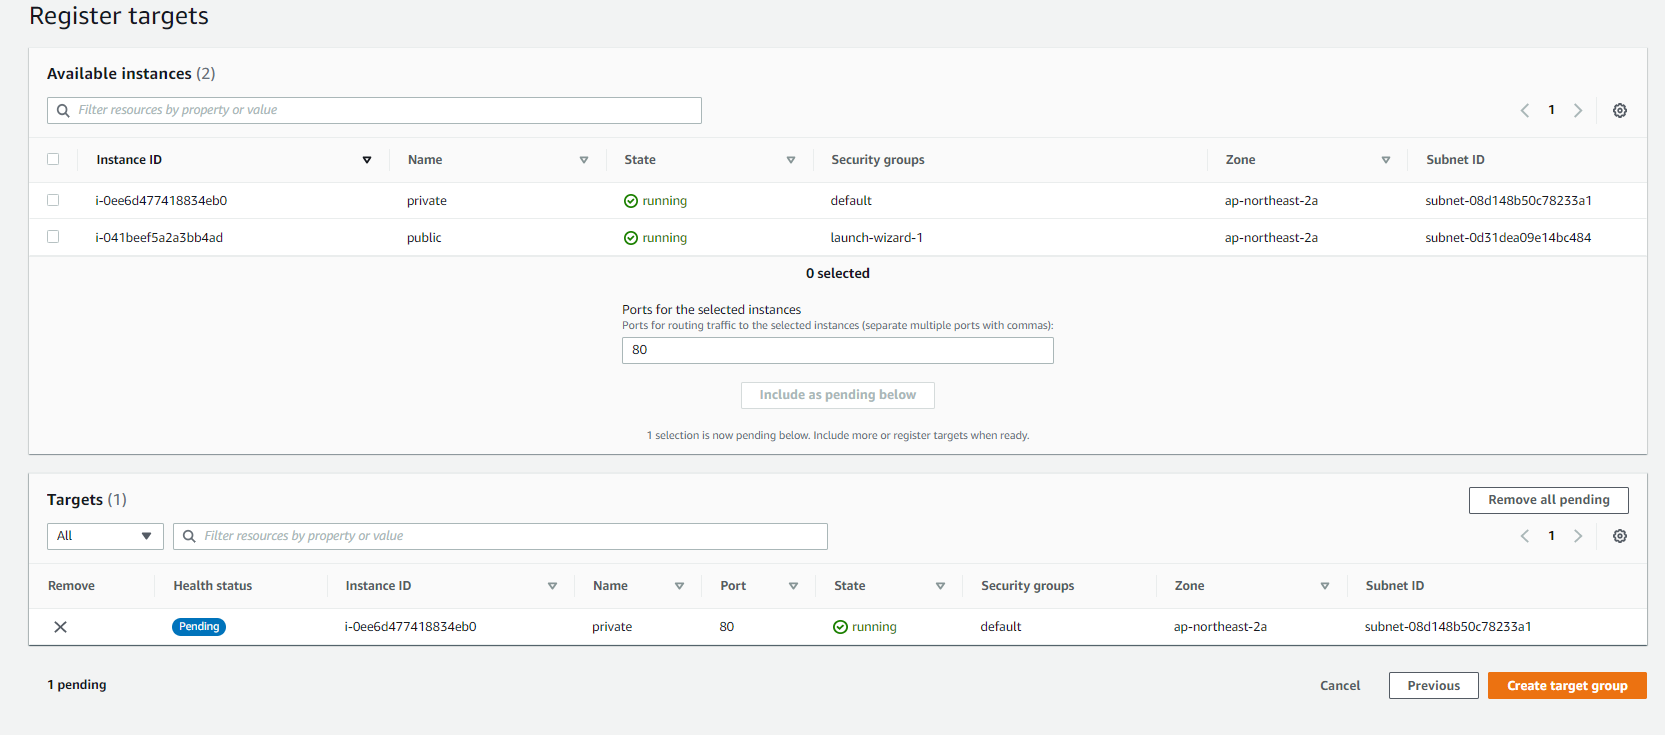 Register targets
Available instances (2)
Filter resources by property or value
1
Instance ID Name State Security groups Zone Subnet ID
i-0ee6d477418834eb0 private running default ap-northeast-2a subnet-08d148b50c78233a1
i-041beef5a2a3bb4ad public running launch-wizard-1 ap-northeast-2a subnet-0d31dea09e14bc484
0 selected
Ports for the selected instances
Ports for routing traffic to the selected instances (separate multiple ports with commas):
80
Include as pending below
1 selection is now pending below. Include more or register targets when ready.
Targets (1)
Remove all pending
All Filter resources by property or value 1
Remove Health status Instance ID Name Port State Security groups Zone Subnet ID
Pending i-0ee6d477418834eb0 private 80 running default ap-northeast-2a subnet-08d148b50c78233a1
1 pending
Cancel Previous Create target group